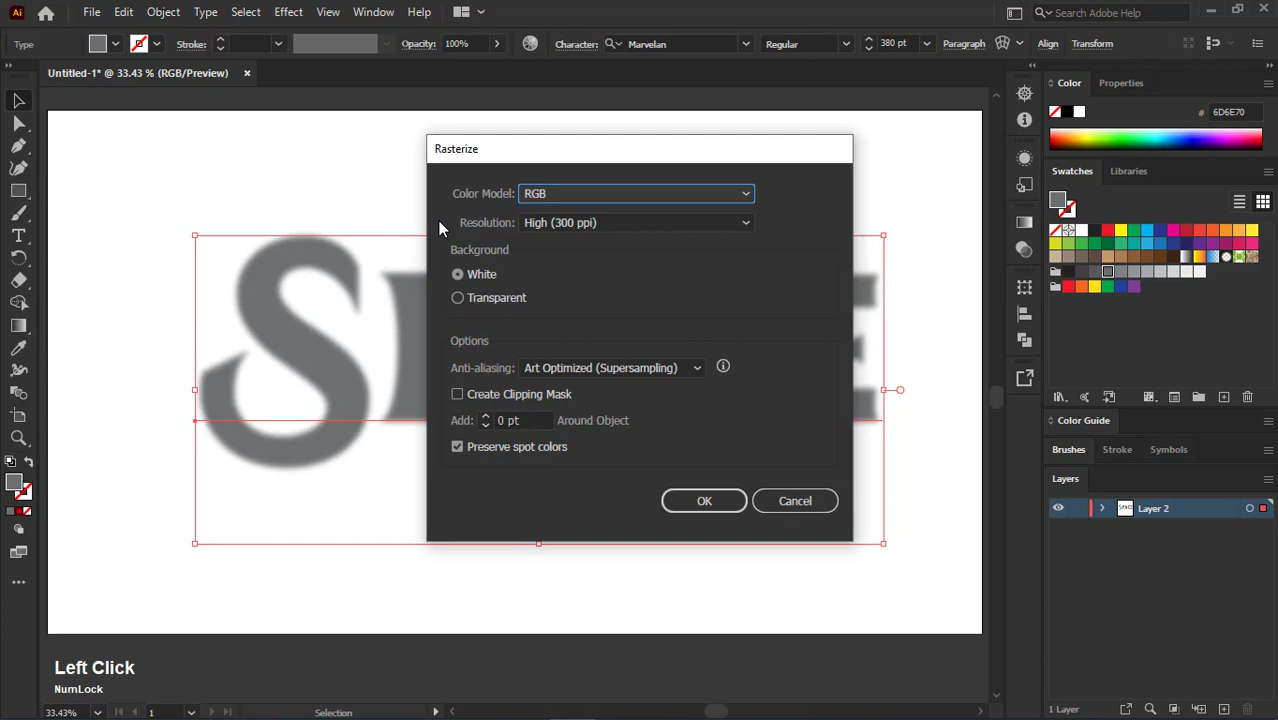 Ai File Edit Object Type Select Effect View Window Help Search Adobe Help
Type Stroke: Opacity: 100% Character: Marvelan Regular 380 pt Paragraph Align Transform
Untitled-1* @ 33.43 % (RGB/Preview)
Color Properties
# 6D6E70
Rasterize
Color Model: RGB
Resolution: High (300 ppi)
Background
White
Transparent
Options
Anti-aliasing: Art Optimized (Supersampling)
Create Clipping Mask
Add: 0 pt Around Object
Preserve spot colors
OK Cancel
S E
Swatches Libraries
Color Guide
Brushes Stroke Symbols
Layers
Layer 2
Left Click
NumLock
33.43% 1 Selection
1 Layer